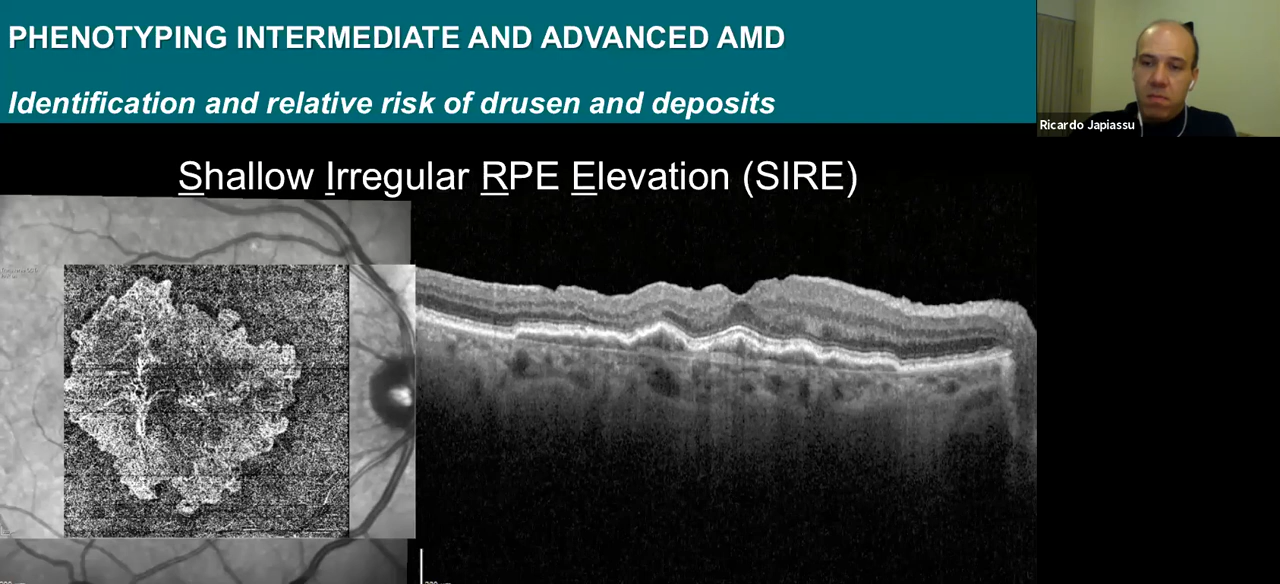 PHENOTYPING INTERMEDIATE AND ADVANCED AMD
Identification and relative risk of drusen and deposits
Ricardo Japiassu
Shallow Irregular RPE Elevation (SIRE)